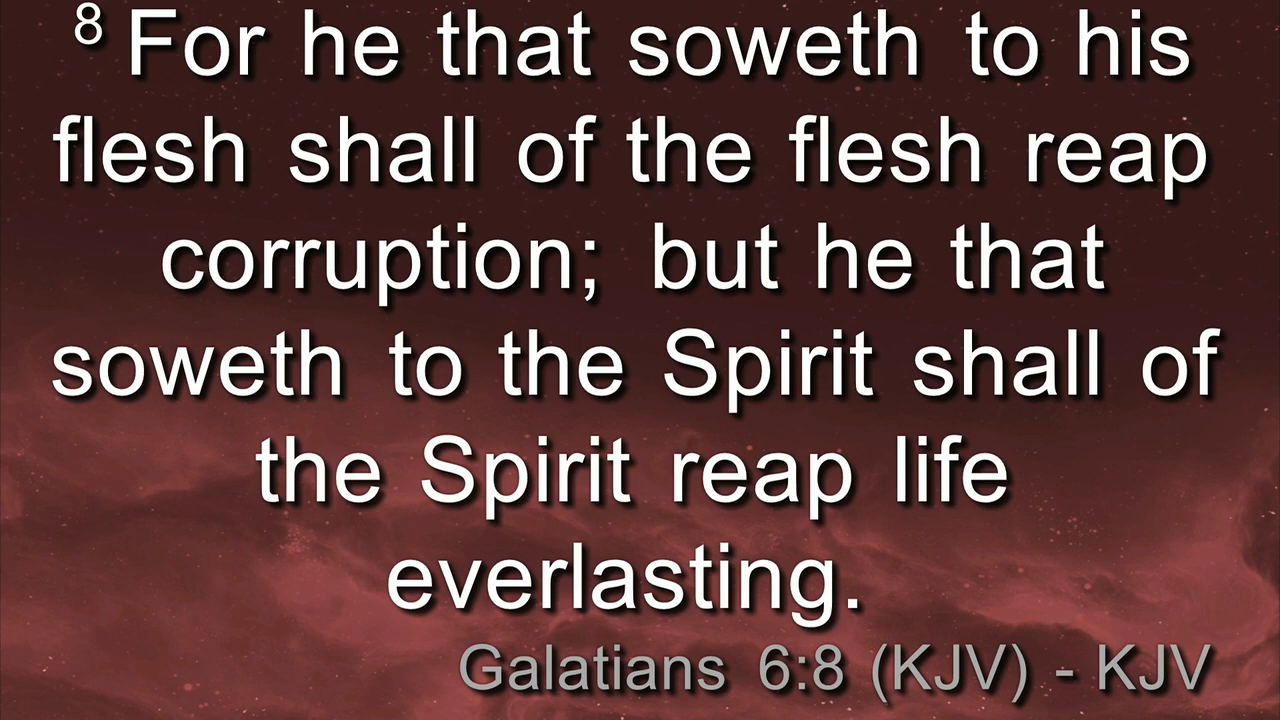 8 For he that soweth to his
flesh shall of the flesh reap
corruption; but he that
soweth to the Spirit shall of
the Spirit reap life
everlasting.
Galatians 6:8 (KJV) - KJV